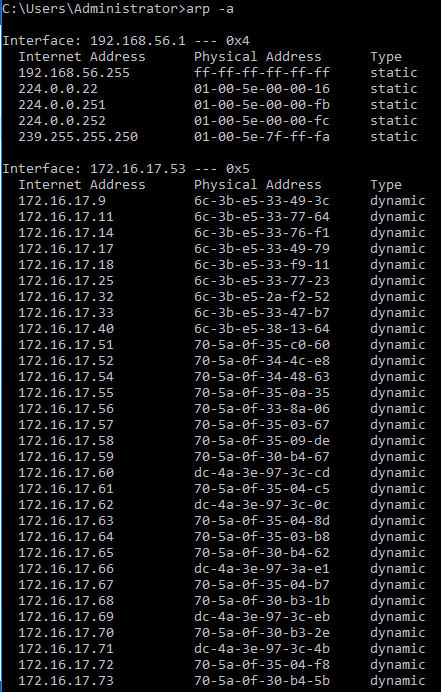 C:\Users\Administrator>arp -a
Interface: 192.168.56.1 --- 0x4
Internet Address Physical Address Type
192.168.56.255 ff-ff-ff-ff-ff-ff static
224.0.0.22 01-00-5e-00-00-16 static
224.0.0.251 01-00-5e-00-00-fb static
224.0.0.252 01-00-5e-00-00-fc static
239.255.255.250 01-00-5e-7f-ff-fa static
Interface: 172.16.17.53 --- 0x5
Internet Address Physical Address Type
172.16.17.9 6c-3b-e5-33-49-3c dynamic
172.16.17.11 6c-3b-e5-33-77-64 dynamic
172.16.17.14 6c-3b-e5-33-76-f1 dynamic
172.16.17.17 6c-3b-e5-33-49-79 dynamic
172.16.17.18 6c-3b-e5-33-f9-11 dynamic
172.16.17.25 6c-3b-e5-33-77-23 dynamic
172.16.17.32 6c-3b-e5-2a-f2-52 dynamic
172.16.17.33 6c-3b-e5-33-47-b7 dynamic
172.16.17.40 6c-3b-e5-38-13-64 dynamic
172.16.17.51 70-5a-0f-35-c0-60 dynamic
172.16.17.52 70-5a-0f-34-4c-e8 dynamic
172.16.17.54 70-5a-0f-34-48-63 dynamic
172.16.17.55 70-5a-0f-35-0a-35 dynamic
172.16.17.56 70-5a-0f-33-8a-06 dynamic
172.16.17.57 70-5a-0f-35-03-67 dynamic
172.16.17.58 70-5a-0f-35-09-de dynamic
172.16.17.59 70-5a-0f-30-b4-67 dynamic
172.16.17.60 dc-4a-3e-97-3c-cd dynamic
172.16.17.61 70-5a-0f-35-04-c5 dynamic
172.16.17.62 dc-4a-3e-97-3c-0c dynamic
172.16.17.63 70-5a-0f-35-04-8d dynamic
172.16.17.64 70-5a-0f-35-03-b8 dynamic
172.16.17.65 70-5a-0f-30-b4-62 dynamic
172.16.17.66 dc-4a-3e-97-3a-e1 dynamic
172.16.17.67 70-5a-0f-35-04-b7 dynamic
172.16.17.68 70-5a-0f-30-b3-1b dynamic
172.16.17.69 dc-4a-3e-97-3c-eb dynamic
172.16.17.70 70-5a-0f-30-b3-2e dynamic
172.16.17.71 dc-4a-3e-97-3c-4b dynamic
172.16.17.72 70-5a-0f-35-04-f8 dynamic
172.16.17.73 70-5a-0f-30-b4-5b dynamic